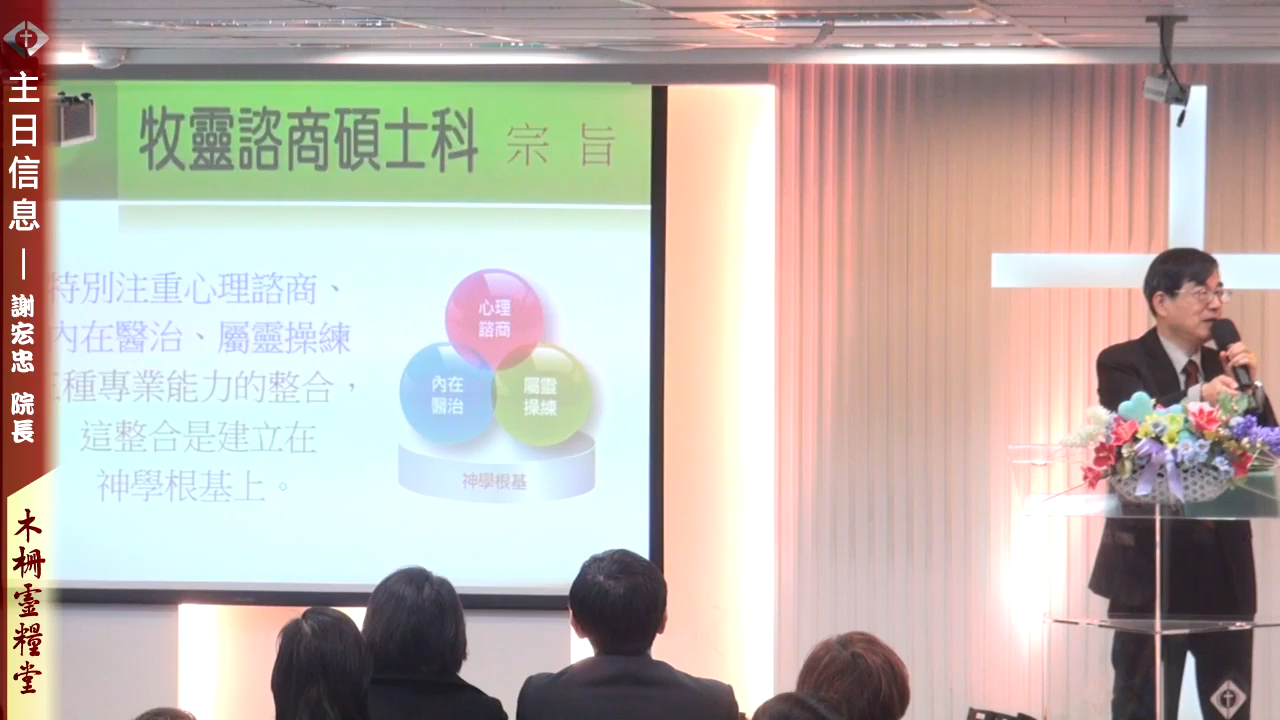 主日信息 — 謝宏忠 院長
木柵靈糧堂
牧靈諮商碩士科 宗旨
特別注重心理諮商、
內在醫治、屬靈操練
種專業能力的整合，
這整合是建立在
神學根基上。
心理
諮商
內在
醫治
屬靈
操練
神學根基